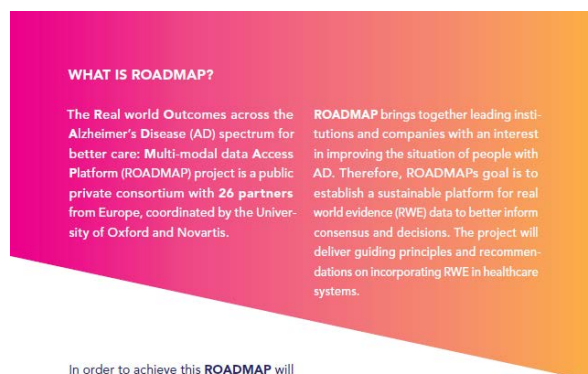 WHAT IS ROADMAP?
The Real world Outcomes across the
Alzheimer's Disease (AD) spectrum for
better care: Multi-modal data Access
Platform (ROADMAP) project is a public
private consortium with 26 partners
from Europe, coordinated by the Univer-
sity of Oxford and Novartis.
ROADMAP brings together leading insti-
tutions and companies with an interest
in improving the situation of people with
AD. Therefore, ROADMAPs goal is to
establish a sustainable platform for real
world evidence (RWE) data to better inform
consensus and decisions. The project will
deliver guiding principles and recommen-
dations on incorporating RWE in healthcare
systems.
In order to achieve this ROADMAP will